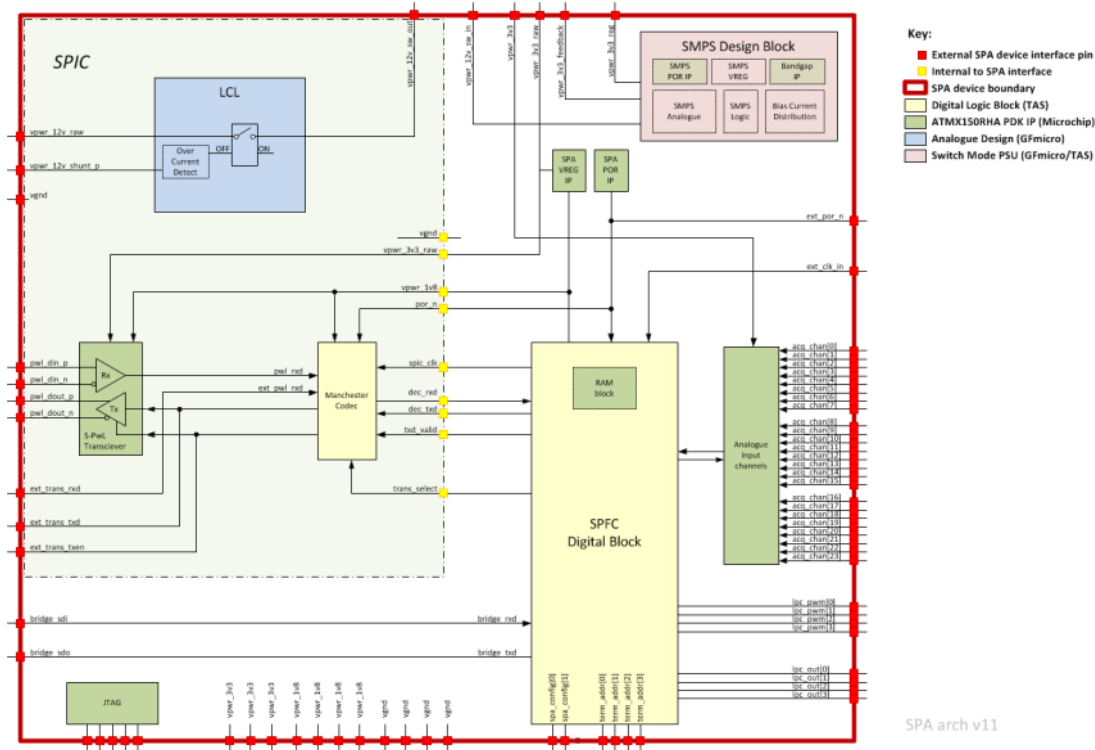 SPIC
LCL
OFF
ON
Over
Current
Detect
vpwr_12v_raw
vpwr_12v_shunt_p
vgnd
vpwr_12v_sw_out
vpwr_12v_sw_in
vpwr_3v3
vpwr_3v3_raw
vpwr_3v3_feedback
vpwr_3v3_reg
SMPS Design Block
SMPS
POR IP
SMPS
VREG
Bandgap
IP
SMPS
Analogue
SMPS
Logic
Bias Current
Distribution
SPA
VREG
IP
SPA
POR
IP
Key:
External SPA device interface pin
Internal to SPA interface
SPA device boundary
Digital Logic Block (TAS)
ATMX150RHA PDK IP (Microchip)
Analogue Design (GFmicro)
Switch Mode PSU (GFmicro/TAS)
ext_por_n
ext_clk_in
vgnd
vpwr_3v3_raw
vpwr_1v8
por_n
spic_clk
dec_rxd
dec_txd
txd_valid
trans_select
pwl_din_p
pwl_din_n
pwl_dout_p
pwl_dout_n
Rx
Tx
S-PwL
Transciever
pwl_rxd
ext_pwl_rxd
Manchester
Codec
ext_trans_rxd
ext_trans_txd
ext_trans_txen
RAM
block
SPFC
Digital Block
Analogue
input
channels
acq_chan[0]
acq_chan[1]
acq_chan[2]
acq_chan[3]
acq_chan[4]
acq_chan[5]
acq_chan[6]
acq_chan[7]
acq_chan[8]
acq_chan[9]
acq_chan[10]
acq_chan[11]
acq_chan[12]
acq_chan[13]
acq_chan[14]
acq_chan[15]
acq_chan[16]
acq_chan[17]
acq_chan[18]
acq_chan[19]
acq_chan[20]
acq_chan[21]
acq_chan[22]
acq_chan[23]
lpc_pwm[0]
lpc_pwm[1]
lpc_pwm[2]
lpc_pwm[3]
lpc_out[0]
lpc_out[1]
lpc_out[2]
lpc_out[3]
bridge_sdi
bridge_rxd
bridge_sdo
bridge_txd
JTAG
vpwr_3v3
vpwr_3v3
vpwr_3v3
vpwr_1v8
vpwr_1v8
vpwr_1v8
vpwr_1v8
vgnd
vgnd
vgnd
vgnd
spa_config[0]
spa_config[1]
term_addr[0]
term_addr[1]
term_addr[2]
term_addr[3]
SPA arch v11